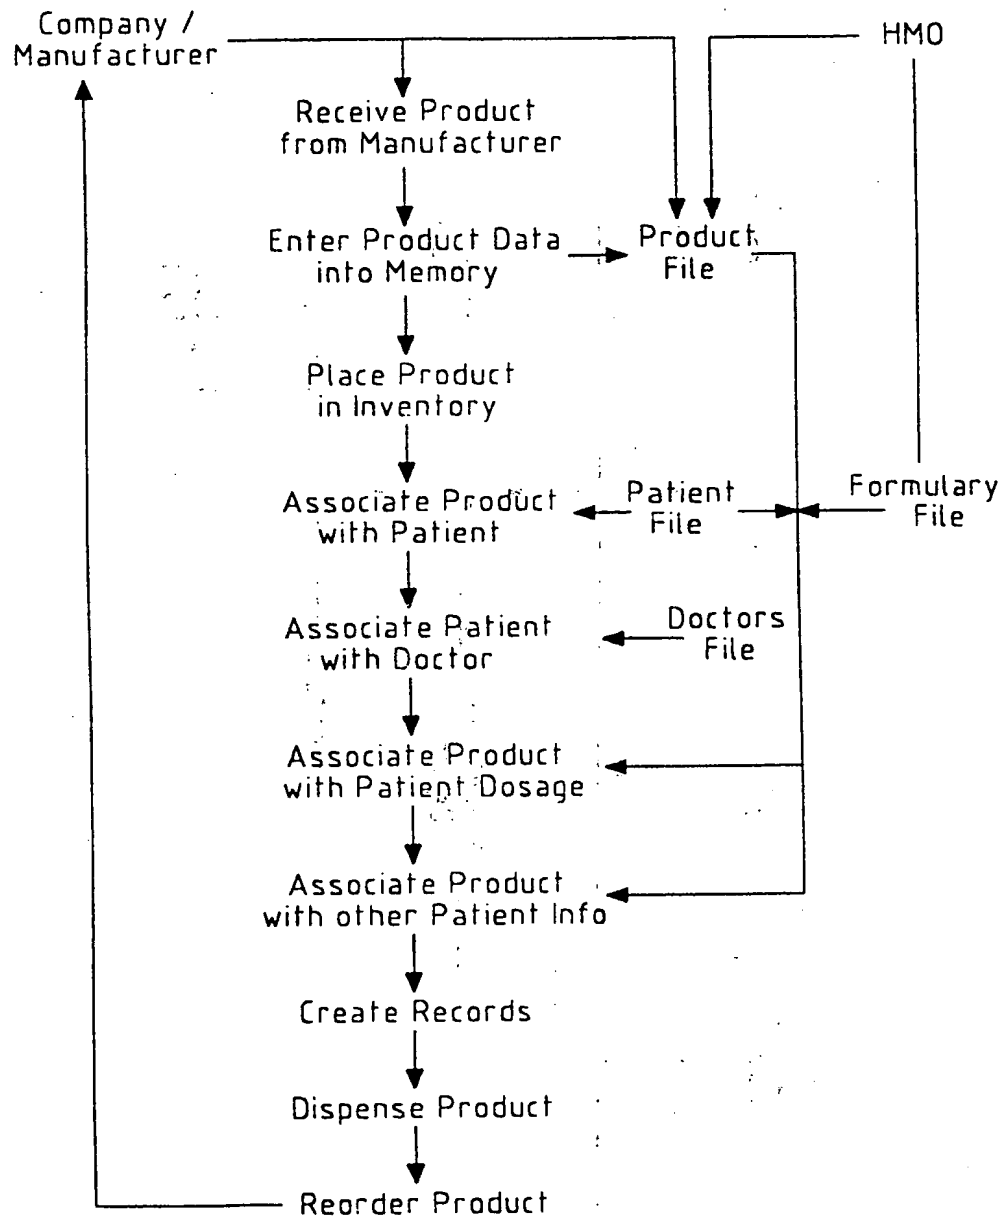 Company /
Manufacturer
HMO
Receive Product
from Manufacturer
Enter Product Data
into Memory
Product
File
Place Product
in Inventory
Associate Product
with Patient
Patient
File
Formulary
File
Associate Patient
with Doctor
Doctors
File
Associate Product
with Patient Dosage
Associate Product
with other Patient Info
Create Records
Dispense Product
Reorder Product